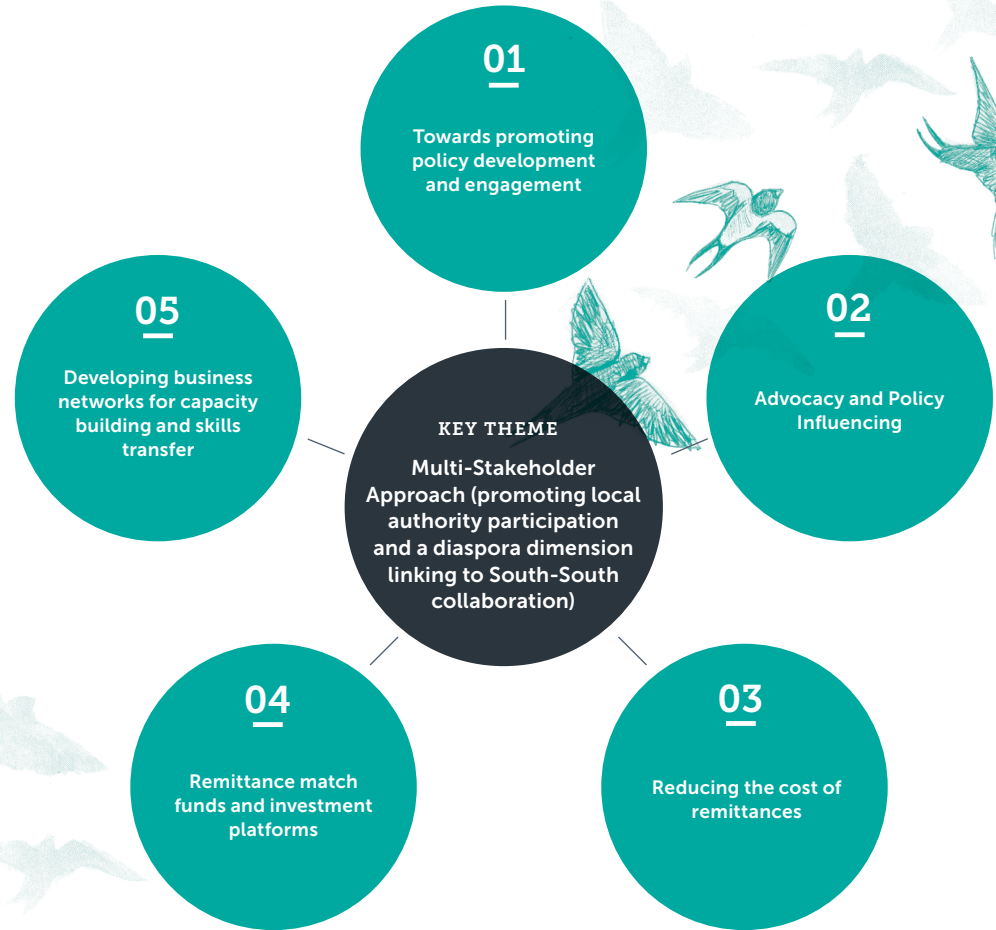 01
Towards promoting
policy development
and engagement
02
Advocacy and Policy
Influencing
03
Reducing the cost of
remittances
04
Remittance match
funds and investment
platforms
05
Developing business
networks for capacity
building and skills
transfer
KEY THEME
Multi-Stakeholder
Approach (promoting local
authority participation
and a diaspora dimension
linking to South-South
collaboration)